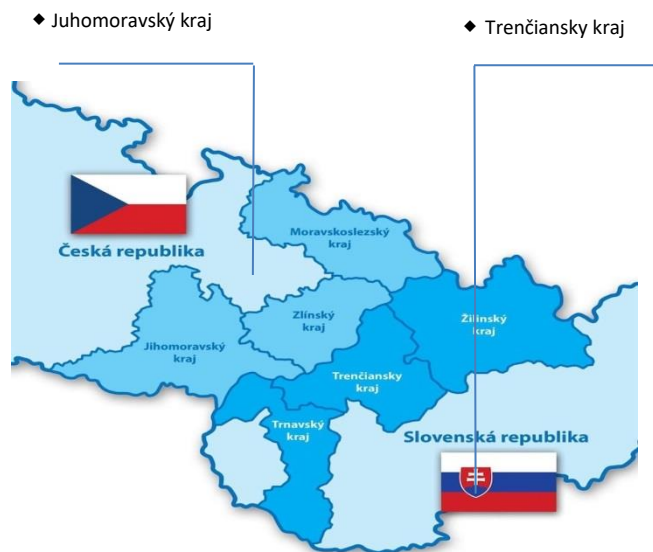 ◆ Juhomoravský kraj
◆ Trenčiansky kraj
Moravskoslezský
kraj
Česká republika
Zlínský
kraj
Žilinský
kraj
Jihomoravský
kraj
Trenčiansky
kraj
Trnavský
kraj
Slovenská republika